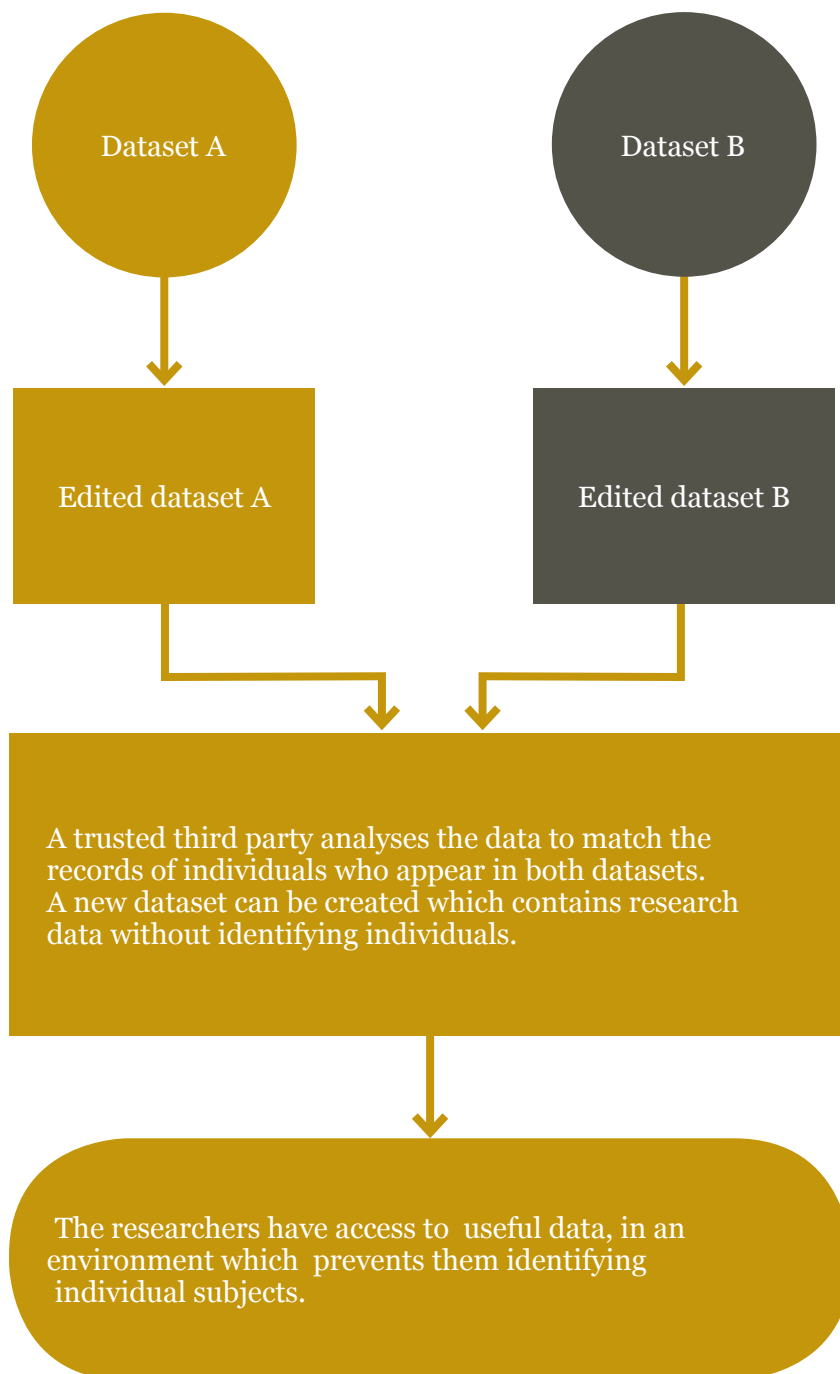 Dataset A
Dataset B
Edited dataset A
Edited dataset B
A trusted third party analyses the data to match the
records of individuals who appear in both datasets.
A new dataset can be created which contains research
data without identifying individuals.
The researchers have access to useful data, in an
environment which prevents them identifying
individual subjects.